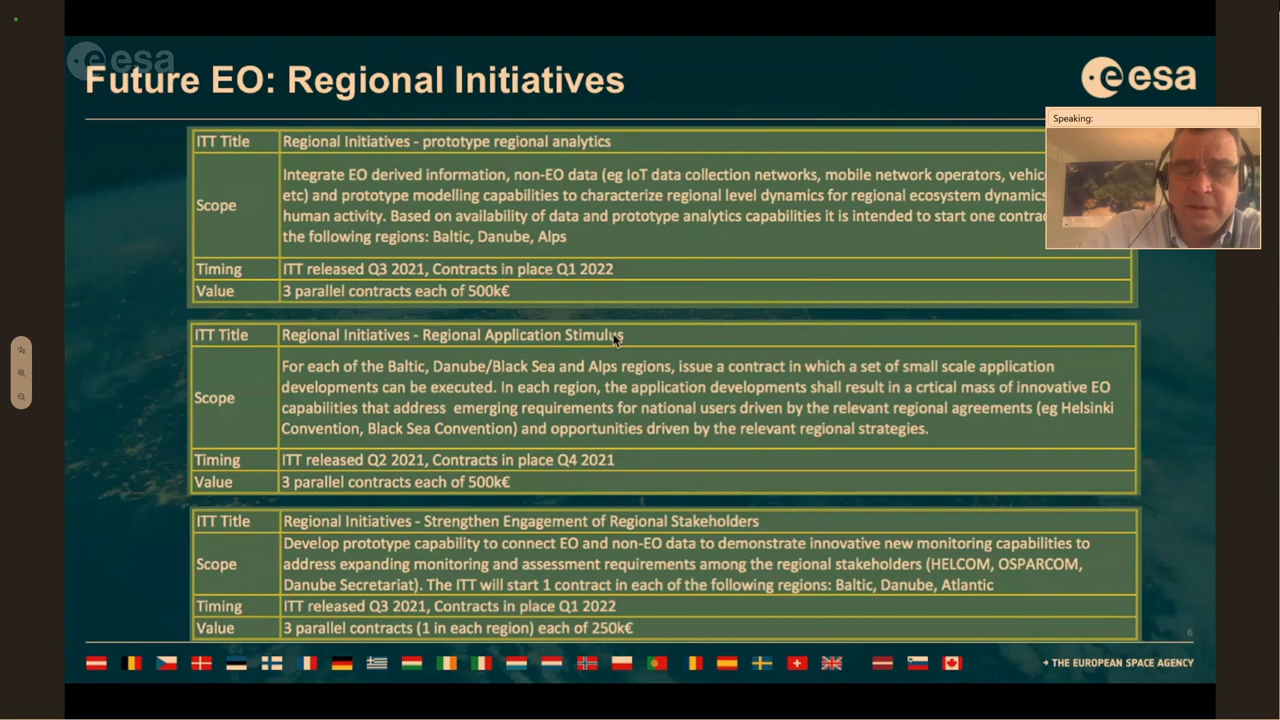 esa
Future EO: Regional Initiatives
esa
Speaking:
ITT Title Regional Initiatives - prototype regional analytics
Scope
Integrate EO derived information, non-EO data (eg IoT data collection networks, mobile network operators,
etc) and prototype modelling capabilities to characterize regional level dynamics for regional ecosystem dynamics
human activity. Based on availability of data and prototype analytics capabilities it is intended to start one
the following regions: Baltic, Danube, Alps
Timing ITT released Q3 2021, Contracts in place Q1 2022
Value 3 parallel contracts each of 500k€
ITT Title Regional Initiatives - Regional Application Stimulus
Scope
For each of the Baltic, Danube/Black Sea and Alps regions, issue a contract in which a set of small scale application
developments can be executed. In each region, the application developments shall result in a crtical mass of innovative EO
capabilities that address emerging requirements for national users driven by the relevant regional agreements (eg Helsinki
Convention, Black Sea Convention) and opportunities driven by the relevant regional strategies.
Timing ITT released Q2 2021, Contracts in place Q4 2021
Value 3 parallel contracts each of 500k€
ITT Title Regional Initiatives - Strengthen Engagement of Regional Stakeholders
Scope
Develop prototype capability to connect EO and non-EO data to demonstrate innovative new monitoring capabilities to
address expanding monitoring and assessment requirements among the regional stakeholders (HELCOM, OSPARCOM,
Danube Secretariat). The ITT will start 1 contract in each of the following regions: Baltic, Danube, Atlantic
Timing ITT released Q3 2021, Contracts in place Q1 2022
Value 3 parallel contracts (1 in each region) each of 250k€
6
→ THE EUROPEAN SPACE AGENCY